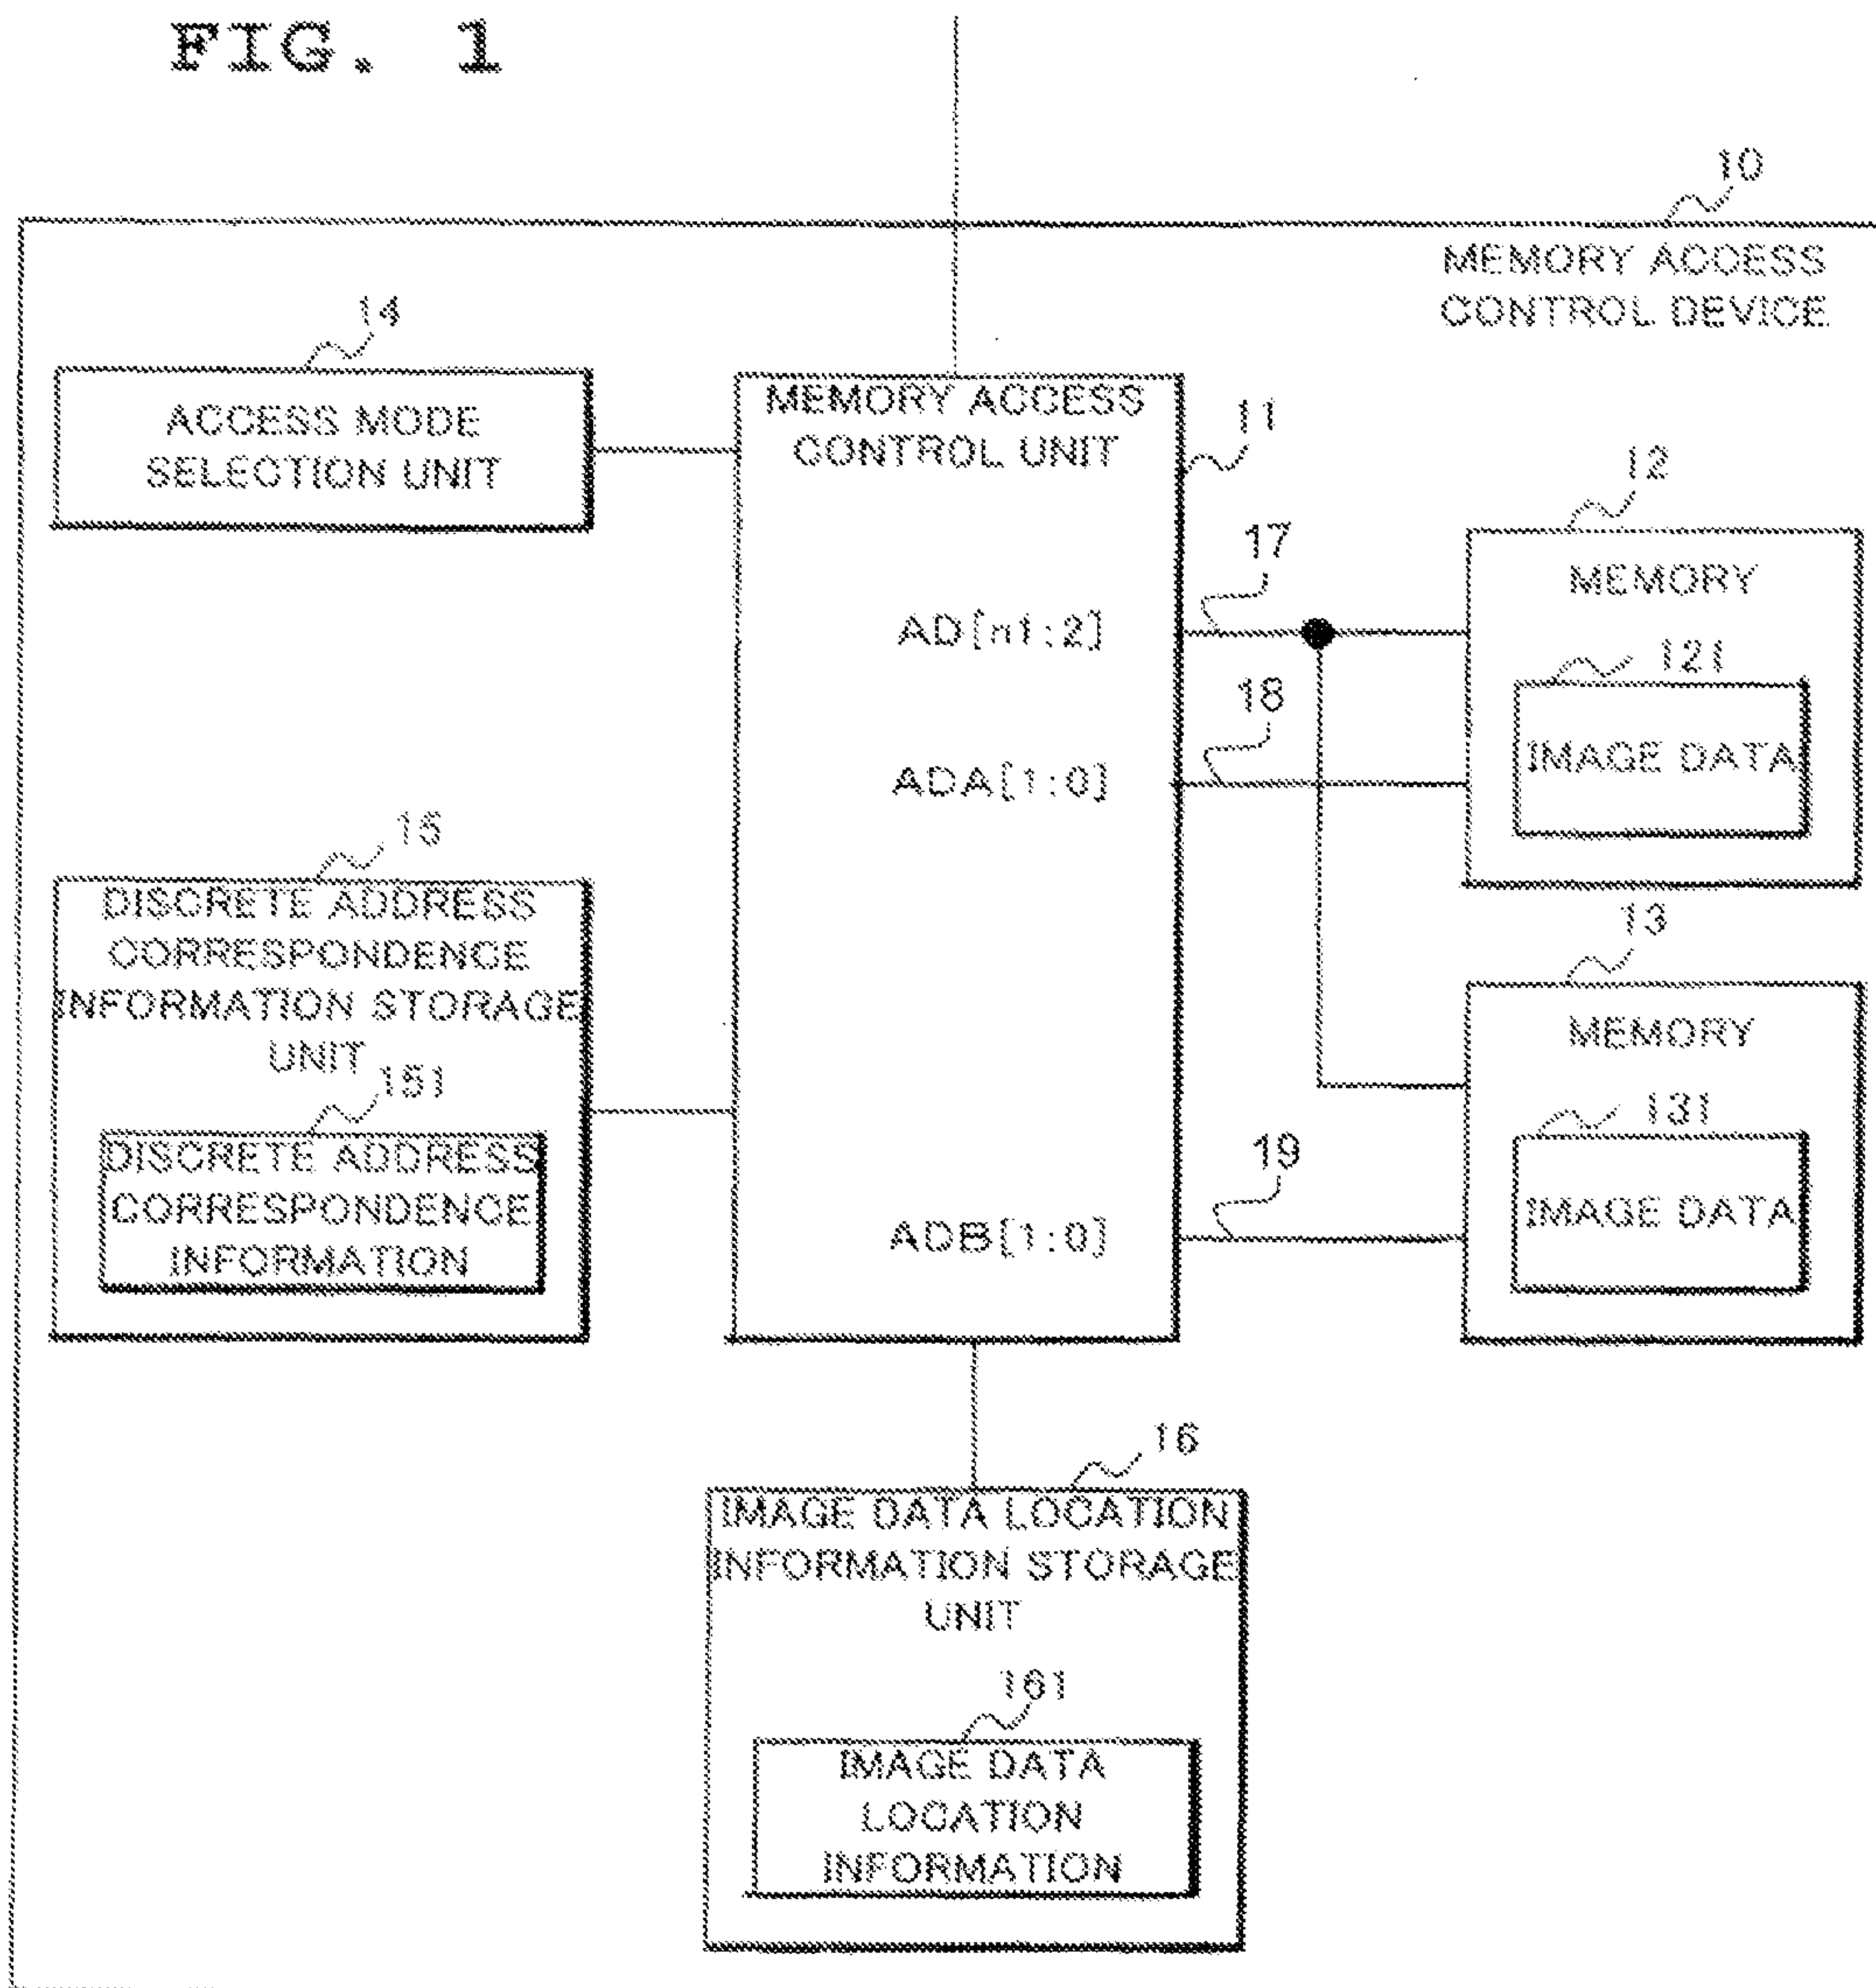 FIG. 1
10
MEMORY ACCESS
CONTROL DEVICE
14
ACCESS MODE
SELECTION UNIT
MEMORY ACCESS
CONTROL UNIT
11
12
MEMORY
17
AD[n1:2]
121
IMAGE DATA
18
ADA[1:0]
15
DISCRETE ADDRESS
CORRESPONDENCE
INFORMATION STORAGE
UNIT
151
DISCRETE ADDRESS
CORRESPONDENCE
INFORMATION
13
MEMORY
131
IMAGE DATA
19
ADB[1:0]
16
IMAGE DATA LOCATION
INFORMATION STORAGE
UNIT
161
IMAGE DATA
LOCATION
INFORMATION